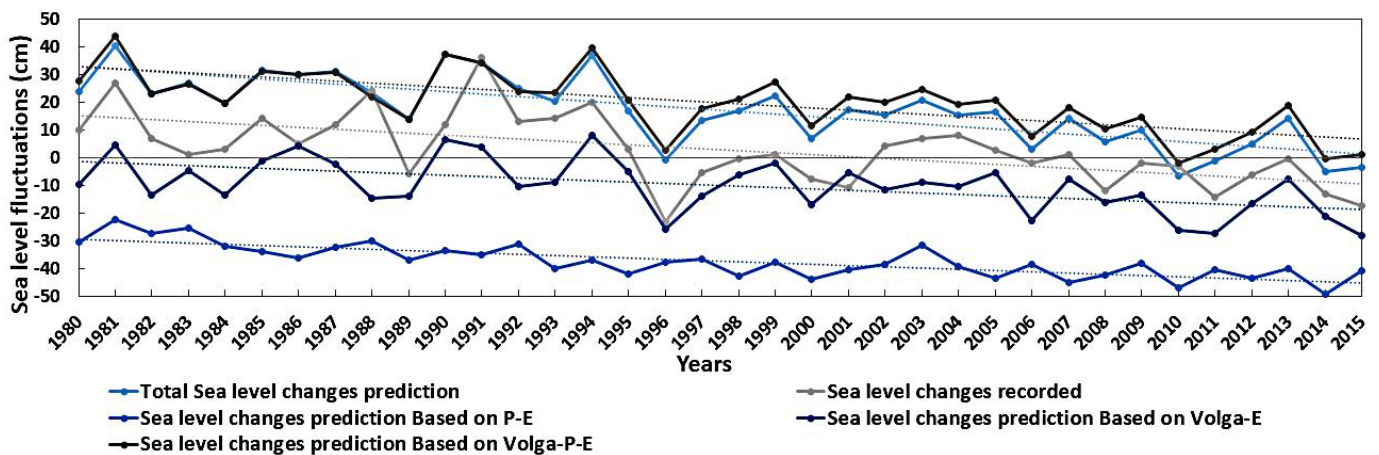 Sea level fluctuations (cm)
50
40
30
20
10
0
-10
-20
-30
-40
-50
1980 1981 1982 1983 1984 1985 1986 1987 1988 1989 1990 1991 1992 1993 1994 1995 1996 1997 1998 1999 2000 2001 2002 2003 2004 2005 2006 2007 2008 2009 2010 2011 2012 2013 2014 2015
Years
Total Sea level changes prediction
Sea level changes recorded
Sea level changes prediction Based on P-E
Sea level changes prediction Based on Volga-E
Sea level changes prediction Based on Volga-P-E